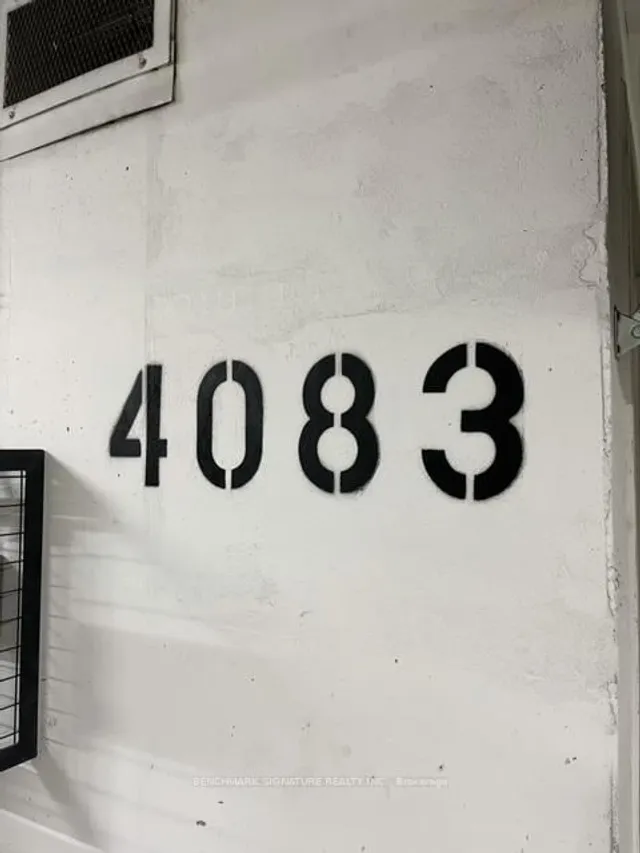 4083
BENCHMARK SIGNATURE REALTY INC., Brokerage